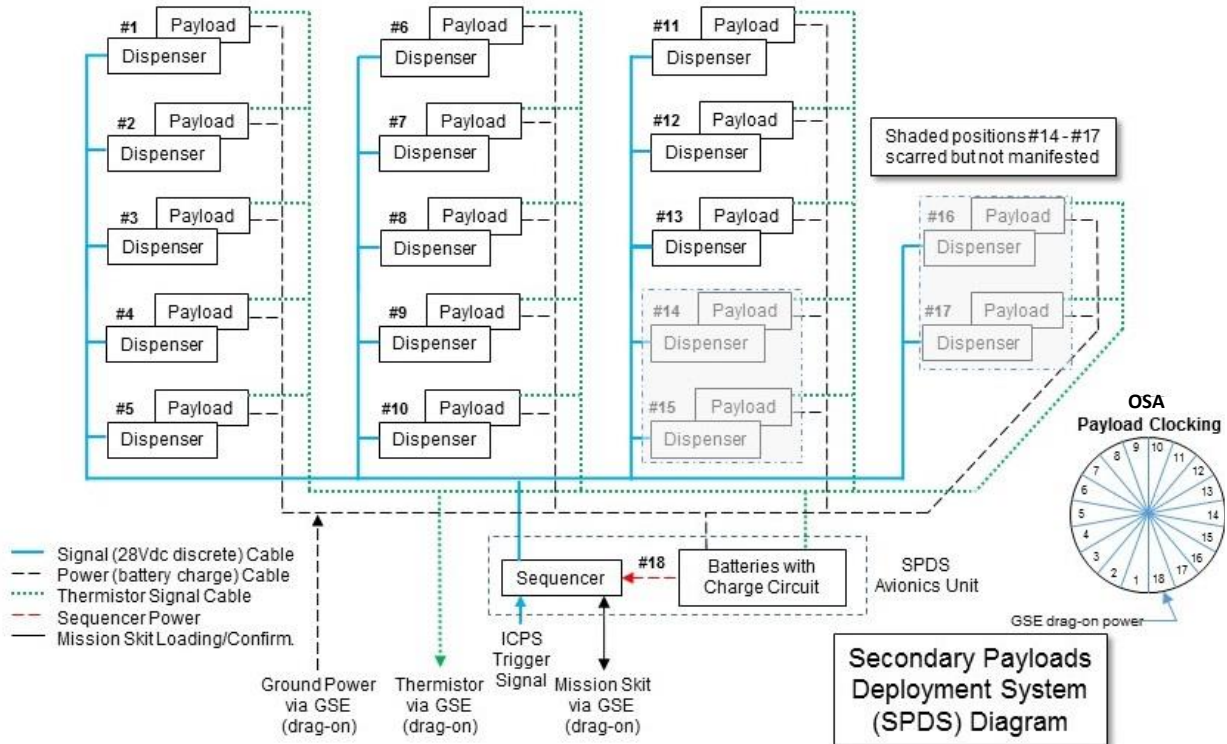 #1
Payload
Dispenser
#2
Payload
Dispenser
#3
Payload
Dispenser
#4
Payload
Dispenser
#5
Payload
Dispenser
#6
Payload
Dispenser
#7
Payload
Dispenser
#8
Payload
Dispenser
#9
Payload
Dispenser
#10
Payload
Dispenser
#11
Payload
Dispenser
#12
Payload
Dispenser
#13
Payload
Dispenser
#14
Payload
Dispenser
#15
Payload
Dispenser
Shaded positions #14 - #17
scarred but not manifested
#16
Payload
Dispenser
#17
Payload
Dispenser
OSA
Payload Clocking
1
2
3
4
5
6
7
8
9
10
11
12
13
14
15
16
17
18
GSE drag-on power
Signal (28Vdc discrete) Cable
Power (battery charge) Cable
Thermistor Signal Cable
Sequencer Power
Mission Skit Loading/Confirm.
Sequencer
#18
Batteries with
Charge Circuit
SPDS
Avionics Unit
Ground Power
via GSE
(drag-on)
Thermistor
via GSE
(drag-on)
ICPS
Trigger
Signal
Mission Skit
via GSE
(drag-on)
Secondary Payloads
Deployment System
(SPDS) Diagram